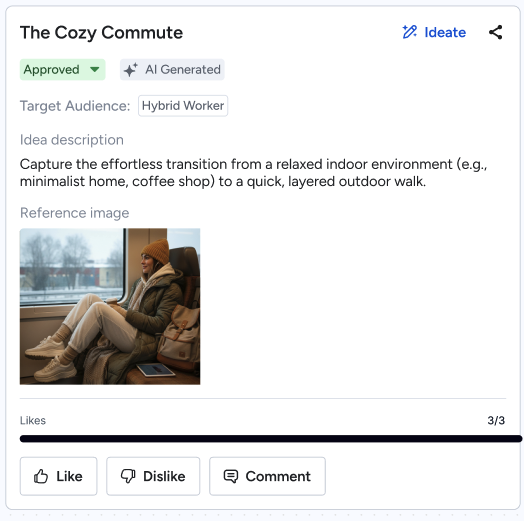 The Cozy Commute
Ideate
Approved
AI Generated
Target Audience: Hybrid Worker
Idea description
Capture the effortless transition from a relaxed indoor environment (e.g.,
minimalist home, coffee shop) to a quick, layered outdoor walk.
Reference image
Likes 3/3
Like Dislike Comment